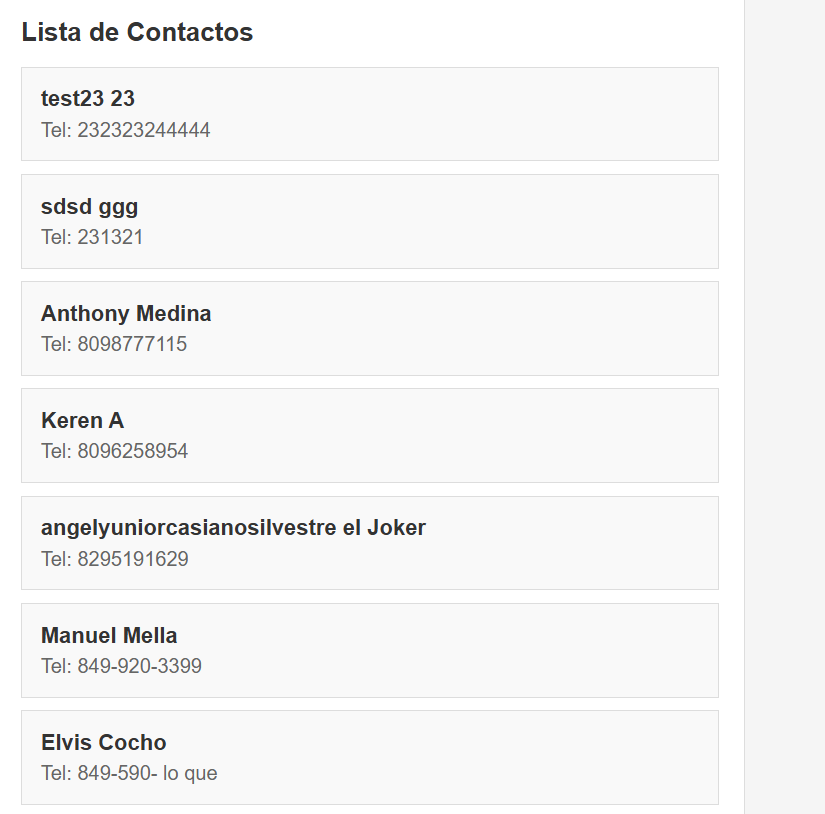 Lista de Contactos
test23 23
Tel: 232323244444
sdsd ggg
Tel: 231321
Anthony Medina
Tel: 8098777115
Keren A
Tel: 8096258954
angelyuniorcasianosilvestre el Joker
Tel: 8295191629
Manuel Mella
Tel: 849-920-3399
Elvis Cocho
Tel: 849-590- lo que